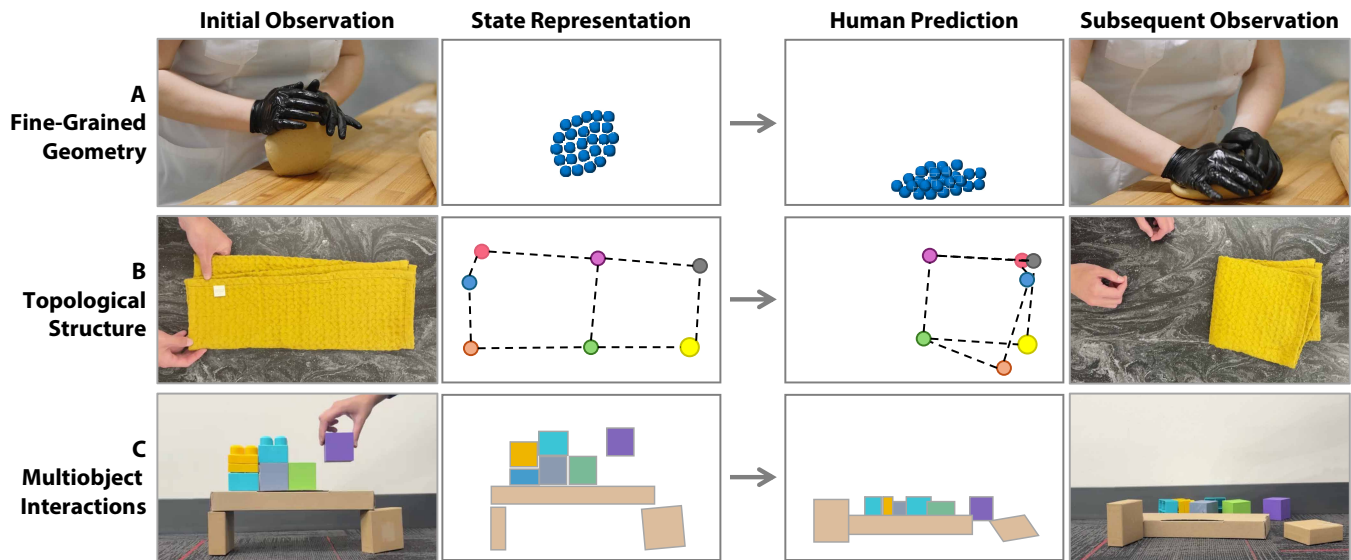 Initial Observation
State Representation
Human Prediction
Subsequent Observation
A
Fine-Grained
Geometry
B
Topological
Structure
C
Multiobject
Interactions